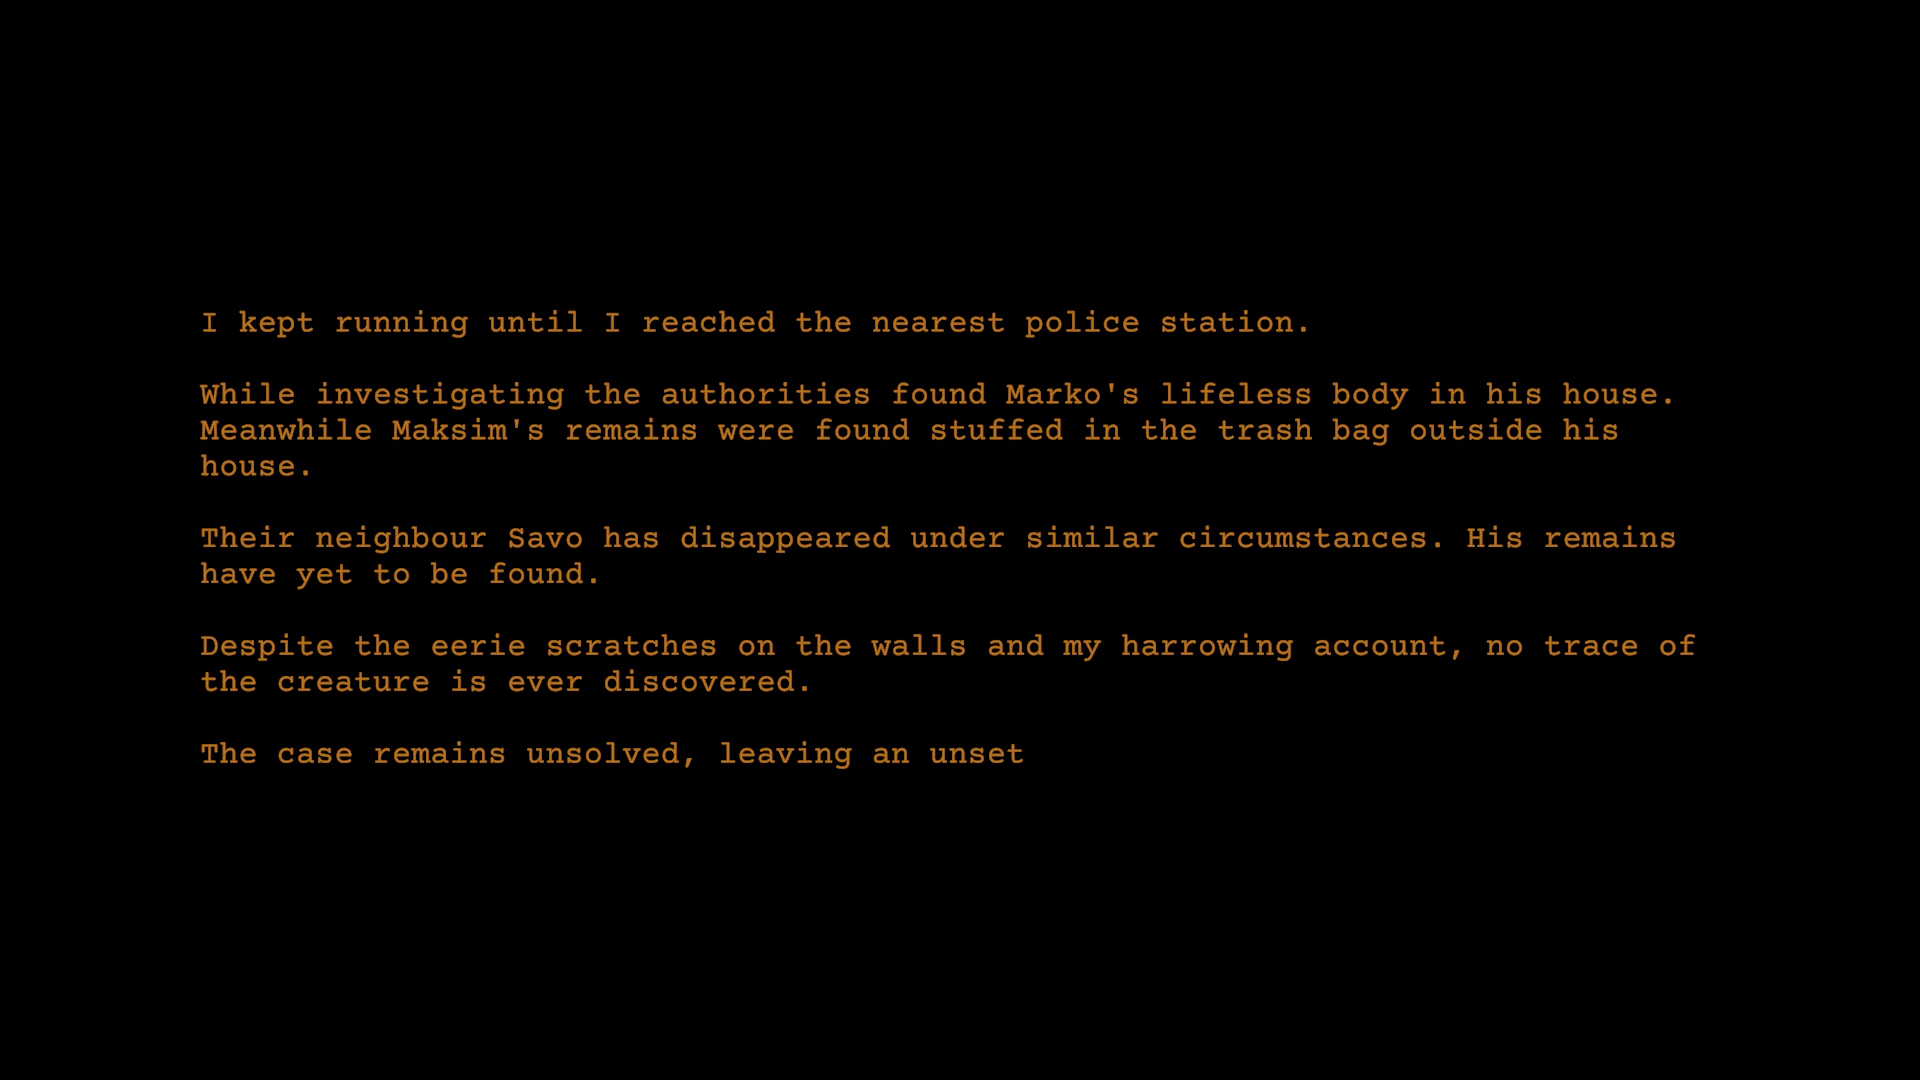 I kept running until I reached the nearest police station.
While investigating the authorities found Marko's lifeless body in his house.
Meanwhile Maksim's remains were found stuffed in the trash bag outside his
house.
Their neighbour Savo has disappeared under similar circumstances. His remains
have yet to be found.
Despite the eerie scratches on the walls and my harrowing account, no trace of
the creature is ever discovered.
The case remains unsolved, leaving an unset